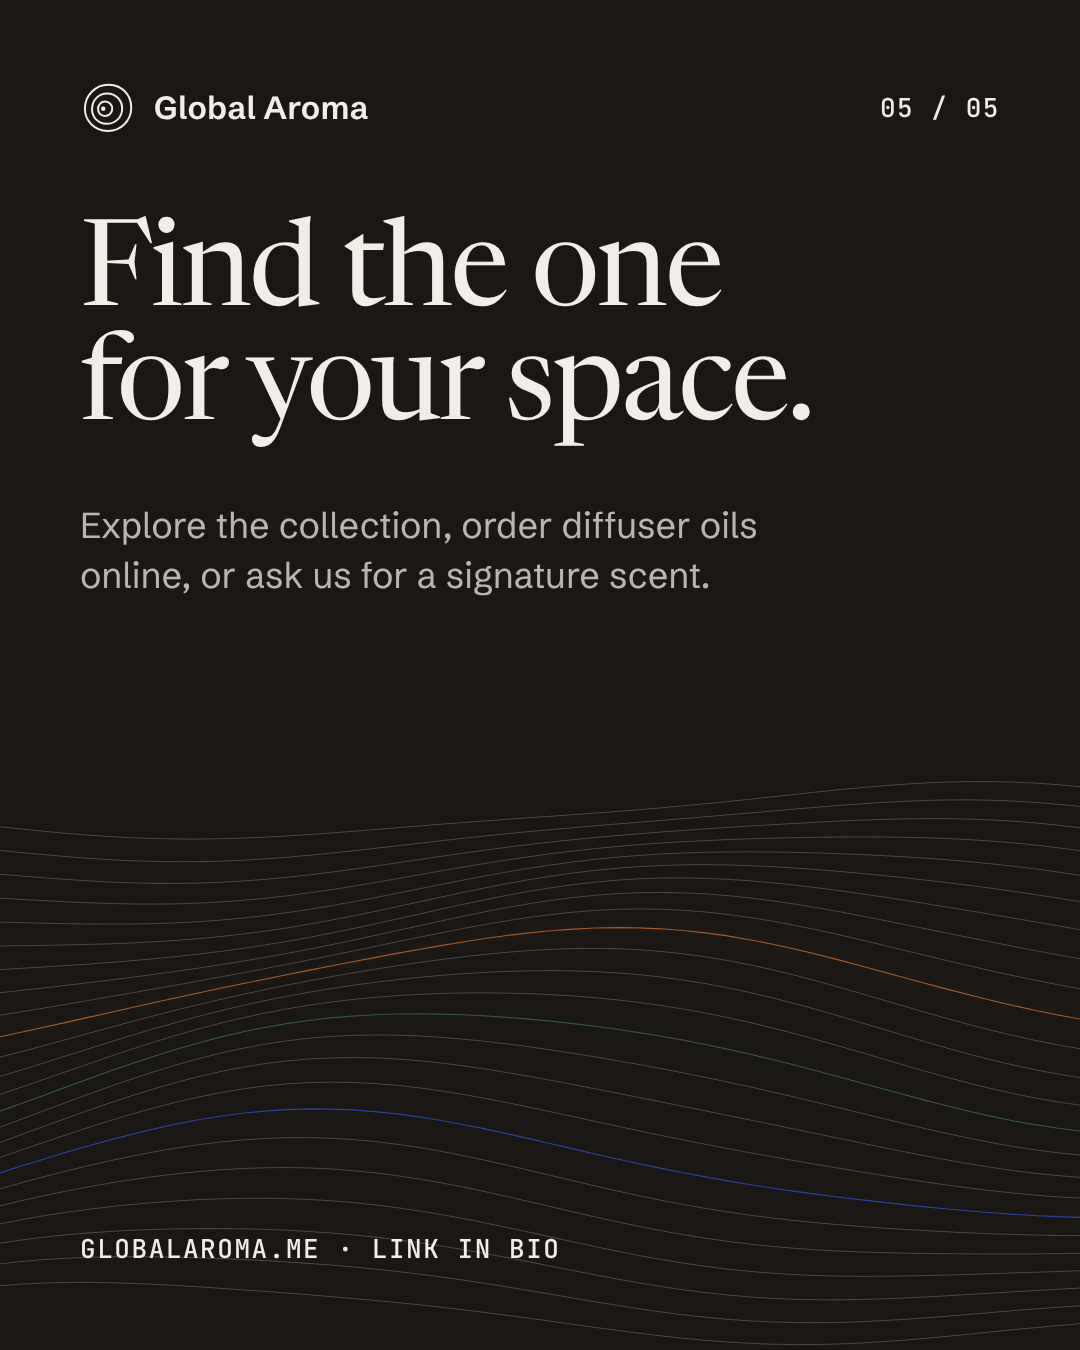 Global Aroma
05 / 05
Find the one
for your space.
Explore the collection, order diffuser oils
online, or ask us for a signature scent.
GLOBALAROMA.ME · LINK IN BIO